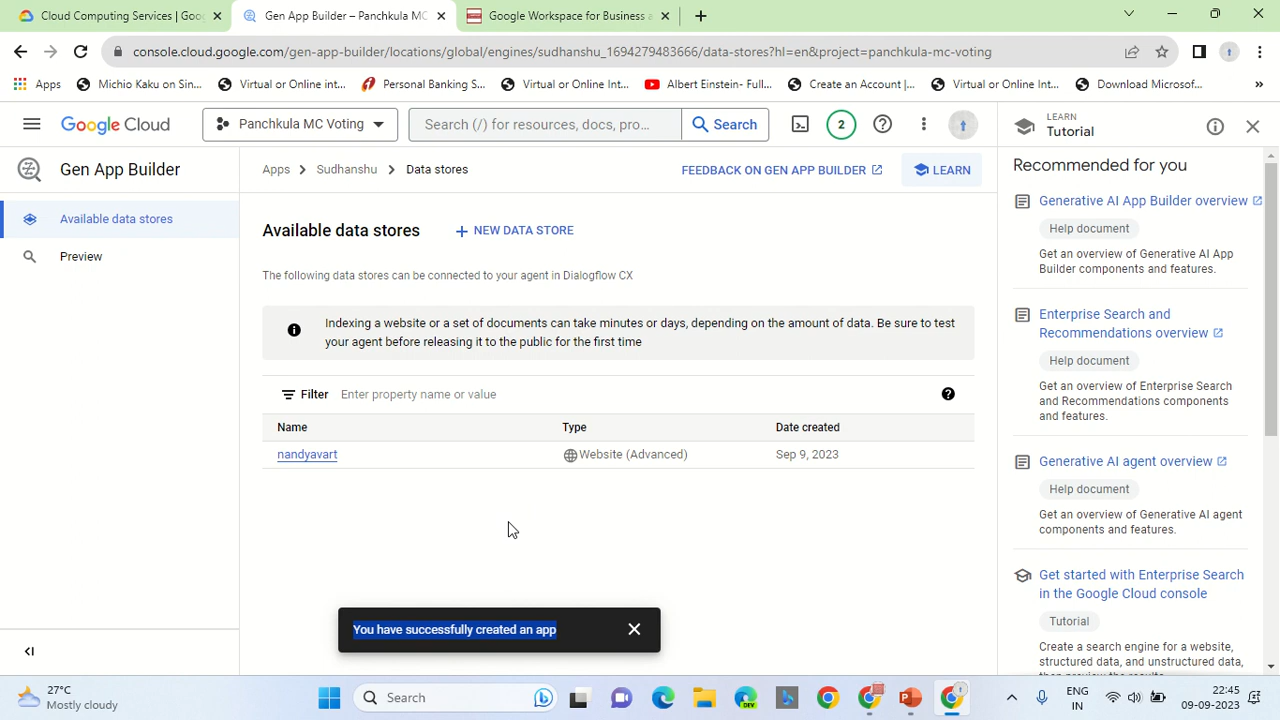 Cloud Computing Services | Goog
Gen App Builder – Panchkula MC
Google Workspace for Business a
console.cloud.google.com/gen-app-builder/locations/global/engines/sudhanshu_1694279483666/data-stores?hl=en&project=panchkula-mc-voting
Apps
Michio Kaku on Sin...
Virtual or Online int...
Personal Banking S...
Virtual or Online Int...
Albert Einstein- Full...
Create an Account |...
Virtual or Online Int...
Download Microsof...
»
Google Cloud
Panchkula MC Voting
Search (/) for resources, docs, pro...
Search
2
LEARN
Tutorial
Gen App Builder
Apps
Sudhanshu
Data stores
FEEDBACK ON GEN APP BUILDER
LEARN
Available data stores
Preview
Available data stores
+ NEW DATA STORE
The following data stores can be connected to your agent in Dialogflow CX
Indexing a website or a set of documents can take minutes or days, depending on the amount of data. Be sure to test
your agent before releasing it to the public for the first time
Filter
Enter property name or value
Name
Type
Date created
nandyavart
Website (Advanced)
Sep 9, 2023
You have successfully created an app
Recommended for you
Generative AI App Builder overview
Help document
Get an overview of Generative AI App
Builder components and features.
Enterprise Search and
Recommendations overview
Help document
Get an overview of Enterprise Search
and Recommendations components
and features.
Generative AI agent overview
Help document
Get an overview of Generative AI agent
components and features.
Get started with Enterprise Search
in the Google Cloud console
Tutorial
Create a search engine for a website,
structured data, and unstructured data,
27°C
Mostly cloudy
Search
DEV
ENG
IN
22:45
09-09-2023